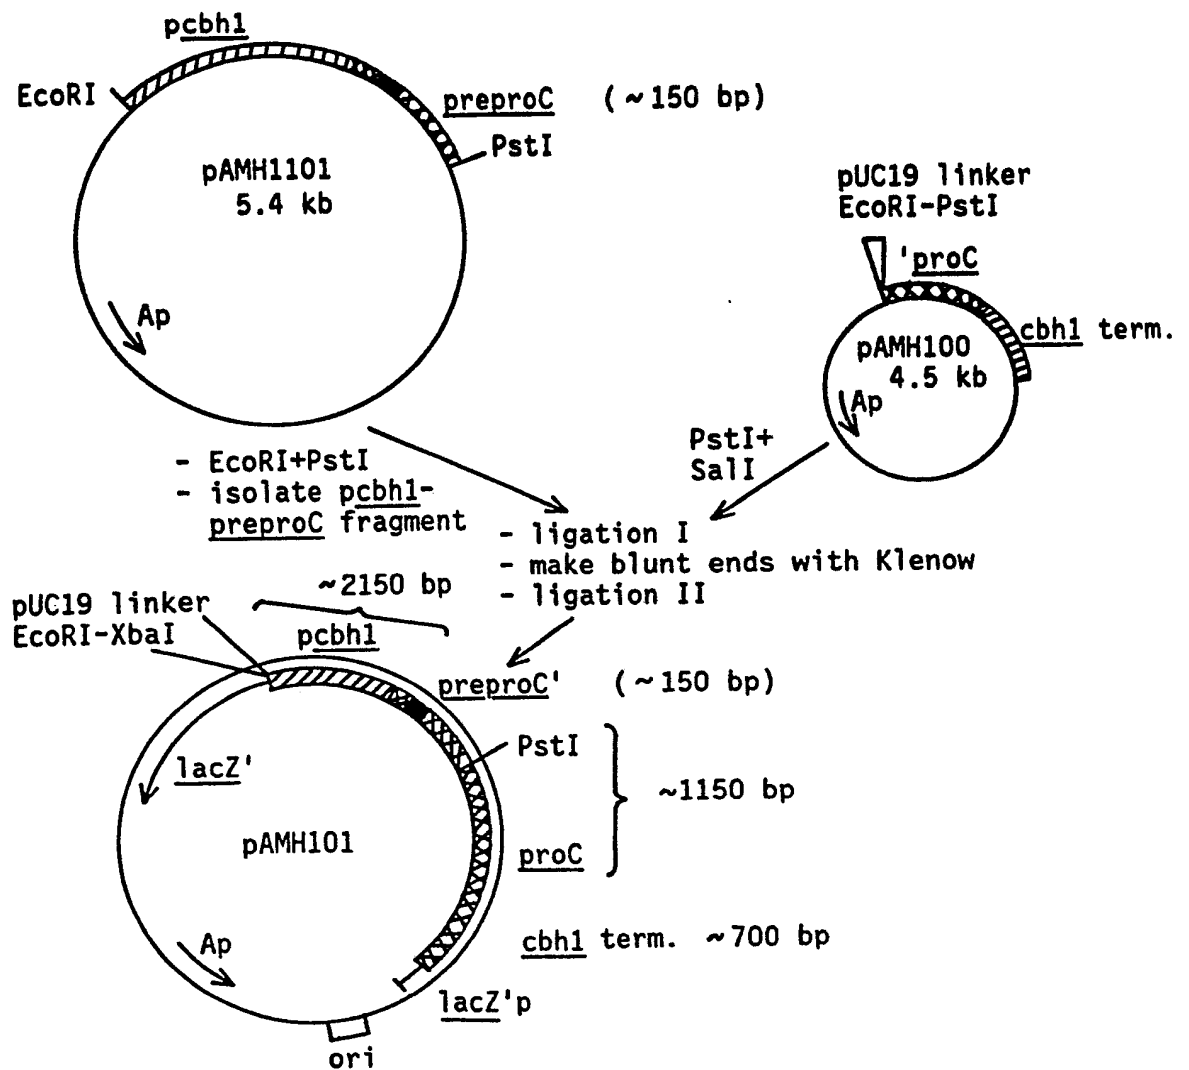 pcbh1
EcoRI
preproC (~150 bp)
PstI
pAMH1101
5.4 kb
Ap
pUC19 linker
EcoRI-PstI
'proC
cbh1 term.
pAMH100
4.5 kb
Ap
PstI+
SalI
- EcoRI+PstI
- isolate pcbh1-
preproC fragment
- ligation I
- make blunt ends with Klenow
- ligation II
~2150 bp
pUC19 linker
EcoRI-XbaI
pcbh1
preproC' (~150 bp)
PstI
lacZ'
~1150 bp
pAMH101
proC
cbh1 term. ~700 bp
Ap
lacZ'p
ori